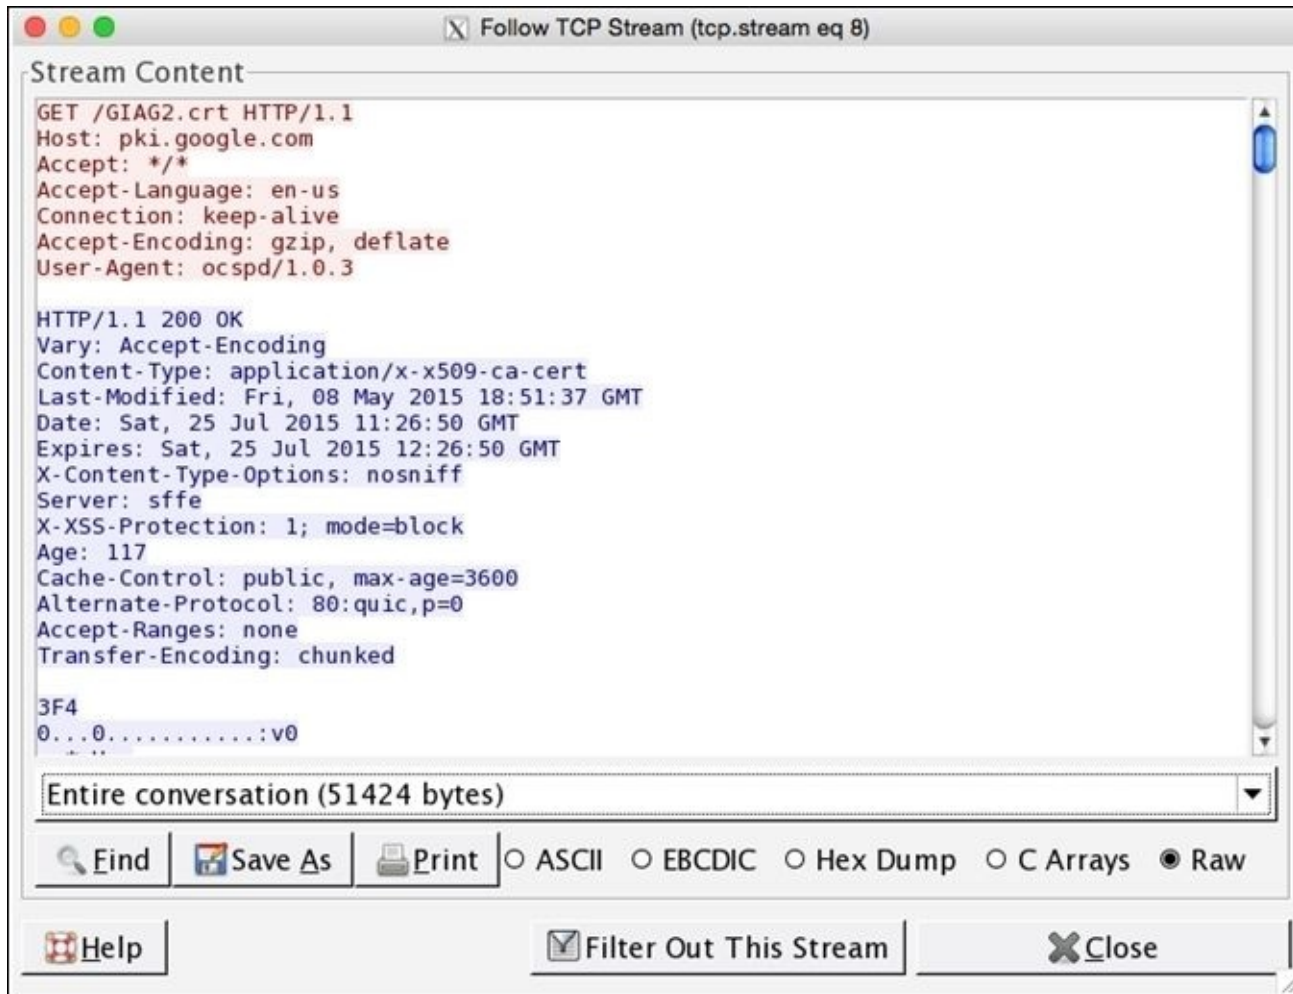 Follow TCP Stream (tcp.stream eq 8)
Stream Content
GET /GIAG2.crt HTTP/1.1
Host: pki.google.com
Accept: */*
Accept-Language: en-us
Connection: keep-alive
Accept-Encoding: gzip, deflate
User-Agent: ocspd/1.0.3
HTTP/1.1 200 OK
Vary: Accept-Encoding
Content-Type: application/x-x509-ca-cert
Last-Modified: Fri, 08 May 2015 18:51:37 GMT
Date: Sat, 25 Jul 2015 11:26:50 GMT
Expires: Sat, 25 Jul 2015 12:26:50 GMT
X-Content-Type-Options: nosniff
Server: sffe
X-XSS-Protection: 1; mode=block
Age: 117
Cache-Control: public, max-age=3600
Alternate-Protocol: 80:quic,p=0
Accept-Ranges: none
Transfer-Encoding: chunked
3F4
0...0...........:v0
Entire conversation (51424 bytes)
Find Save As Print ASCII EBCDIC Hex Dump C Arrays Raw
Help Filter Out This Stream Close